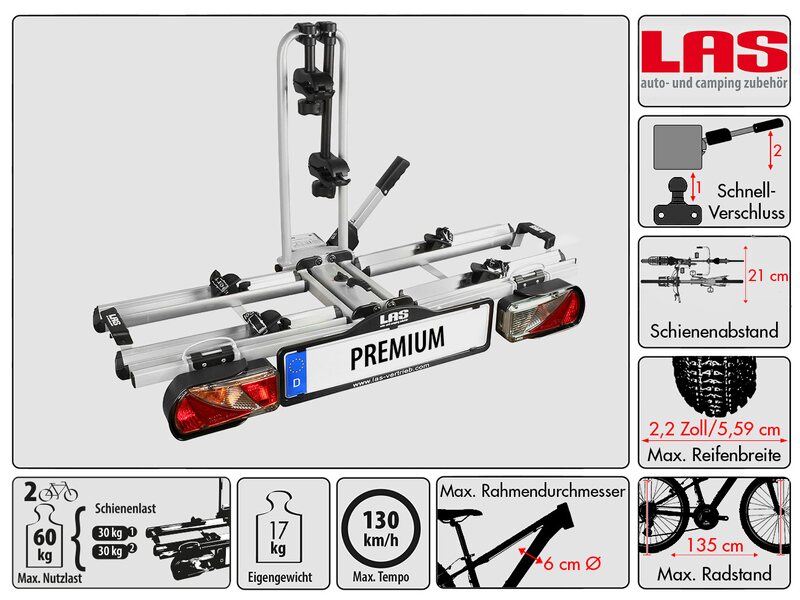 LAS
auto- und camping zubehör
2
1
Schnell-
Verschluss
21 cm
Schienenabstand
2,2 Zoll/5,59 cm
Max. Reifenbreite
LAS
LAS
PREMIUM
D
www.las-vertrieb.com
2
60
kg
Max. Nutzlast
Schienenlast
30 kg 1
30 kg 2
17
kg
Eigengewicht
130
km/h
Max. Tempo
Max. Rahmendurchmesser
6 cm Ø
135 cm
Max. Radstand